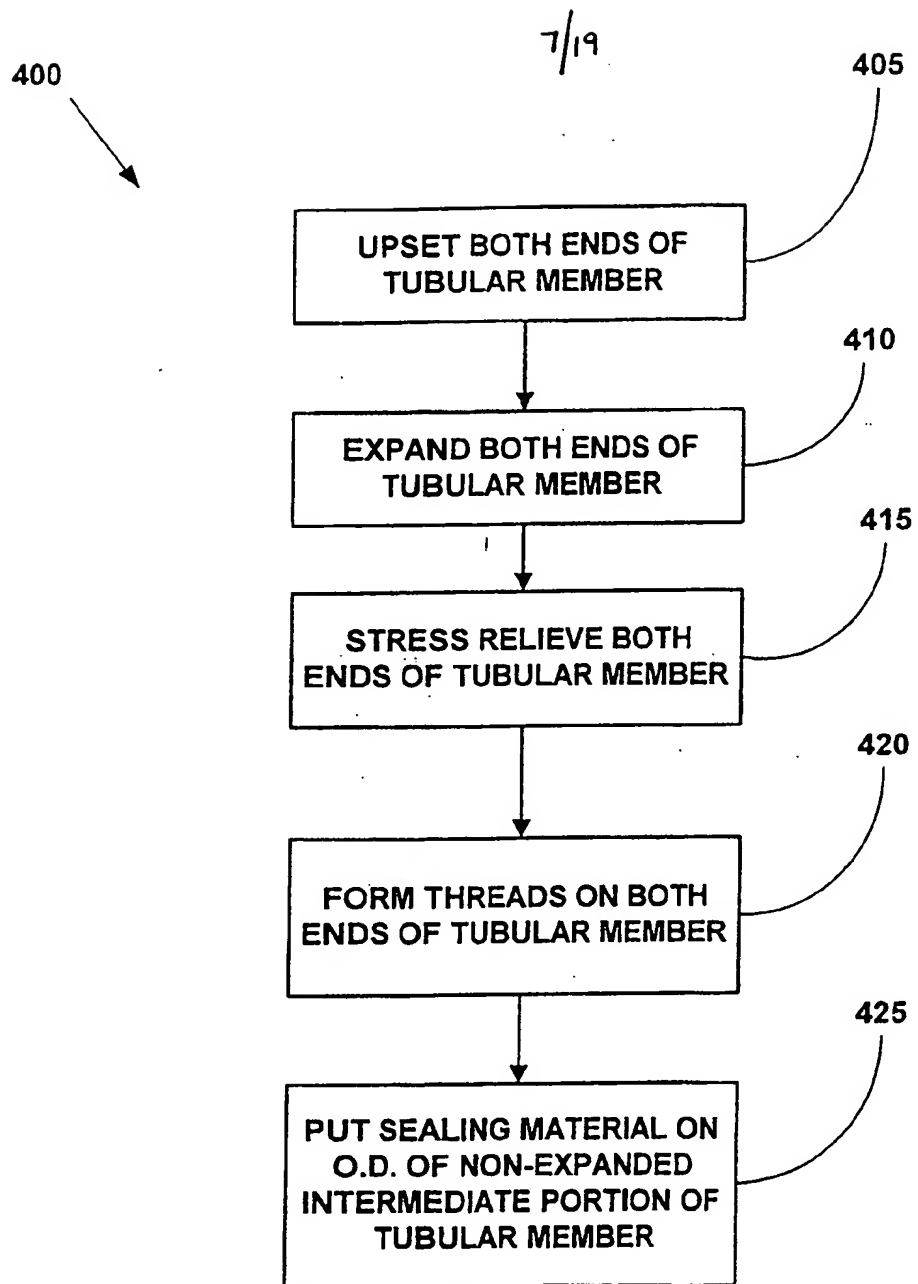 7/19
400
405
UPSET BOTH ENDS OF
TUBULAR MEMBER
410
EXPAND BOTH ENDS OF
TUBULAR MEMBER
415
STRESS RELIEVE BOTH
ENDS OF TUBULAR MEMBER
420
FORM THREADS ON BOTH
ENDS OF TUBULAR MEMBER
425
PUT SEALING MATERIAL ON
O.D. OF NON-EXPANDED
INTERMEDIATE PORTION OF
TUBULAR MEMBER